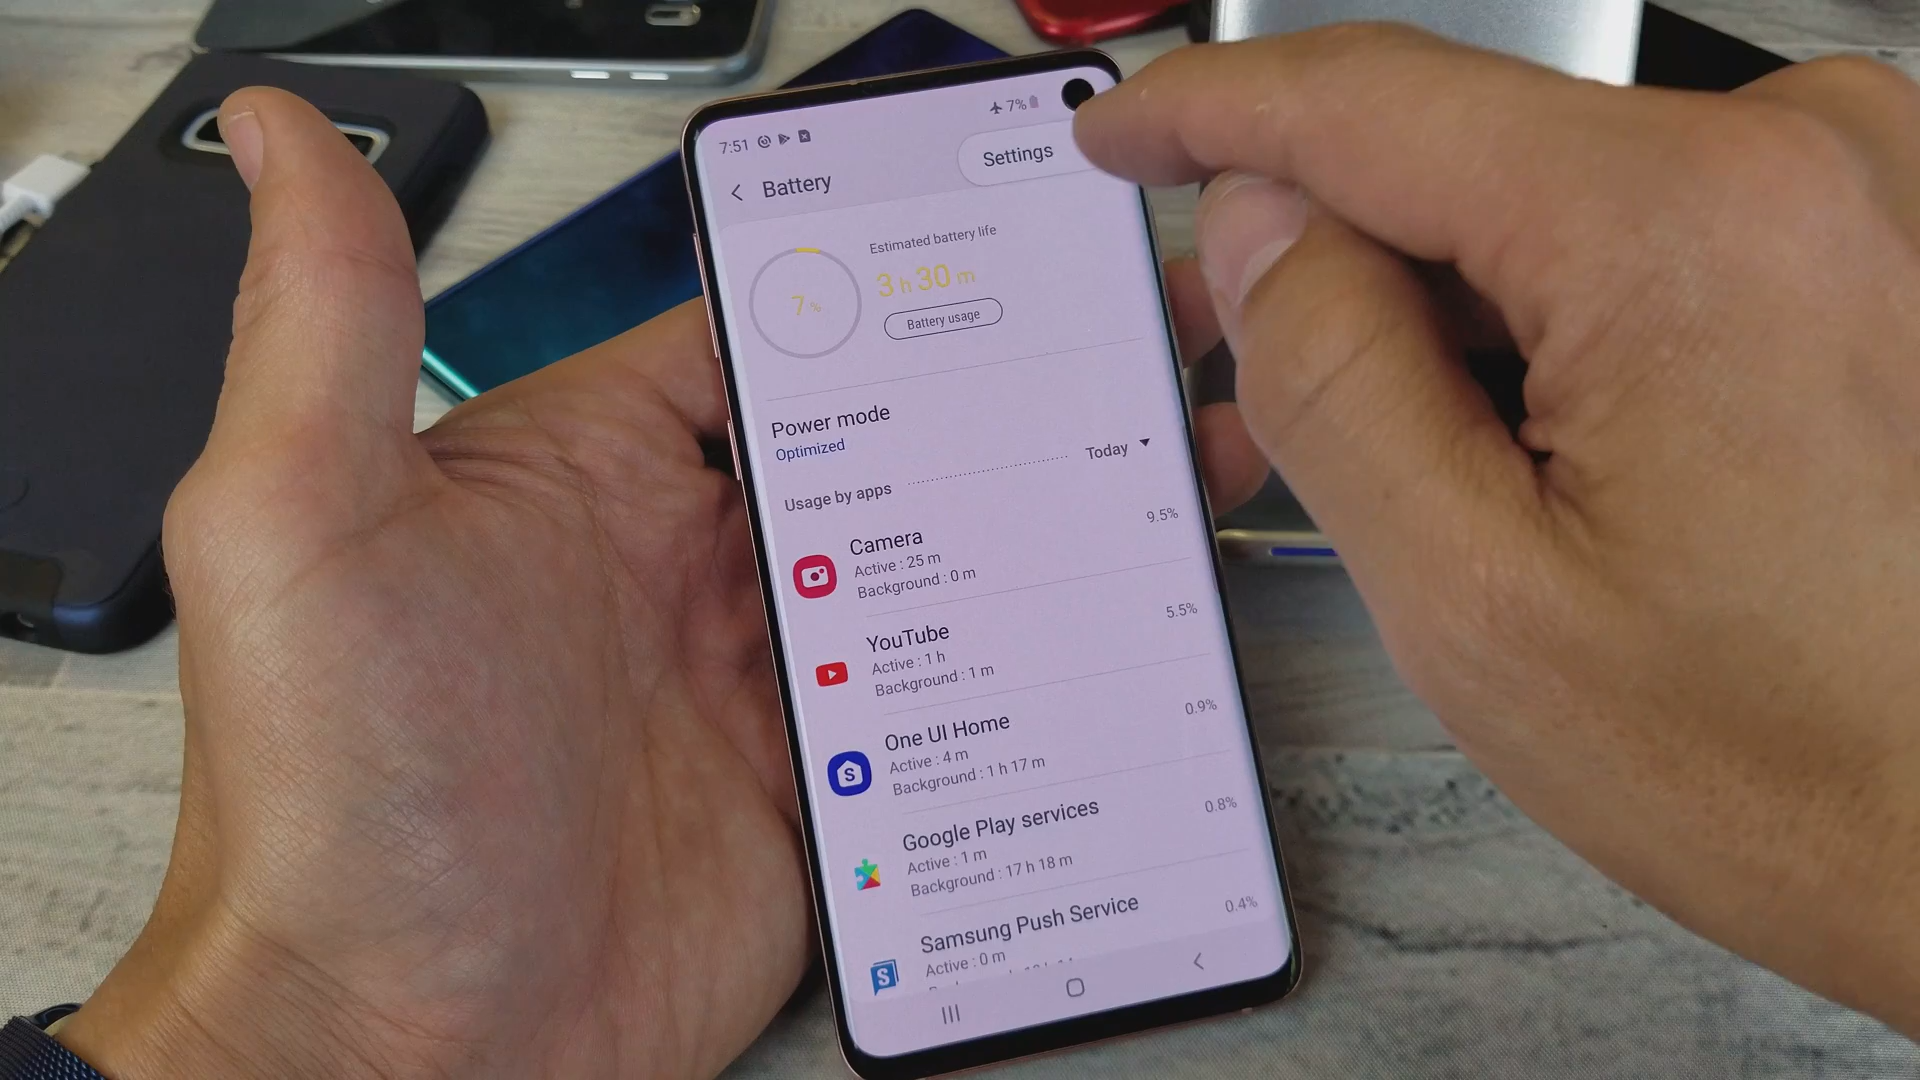 7%
7:51
Settings
Battery
Estimated battery life
7%
3 h 30 m
Battery usage
Power mode
Optimized
Today
Usage by apps
Camera
9.5%
Active : 25 m
Background : 0 m
YouTube
5.5%
Active : 1 h
Background : 1 m
One UI Home
0.9%
Active : 4 m
Background : 1 h 17 m
Google Play services
0.8%
Active : 1 m
Background : 17 h 18 m
Samsung Push Service
0.4%
Active : 0 m